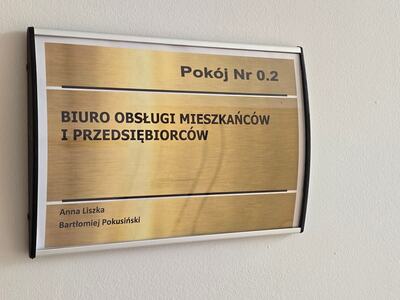 Pokój Nr 0.2
BIURO OBSŁUGI MIESZKAŃCÓW
I PRZEDSIĘBIORCÓW
Anna Liszka
Bartłomiej Pokusiński